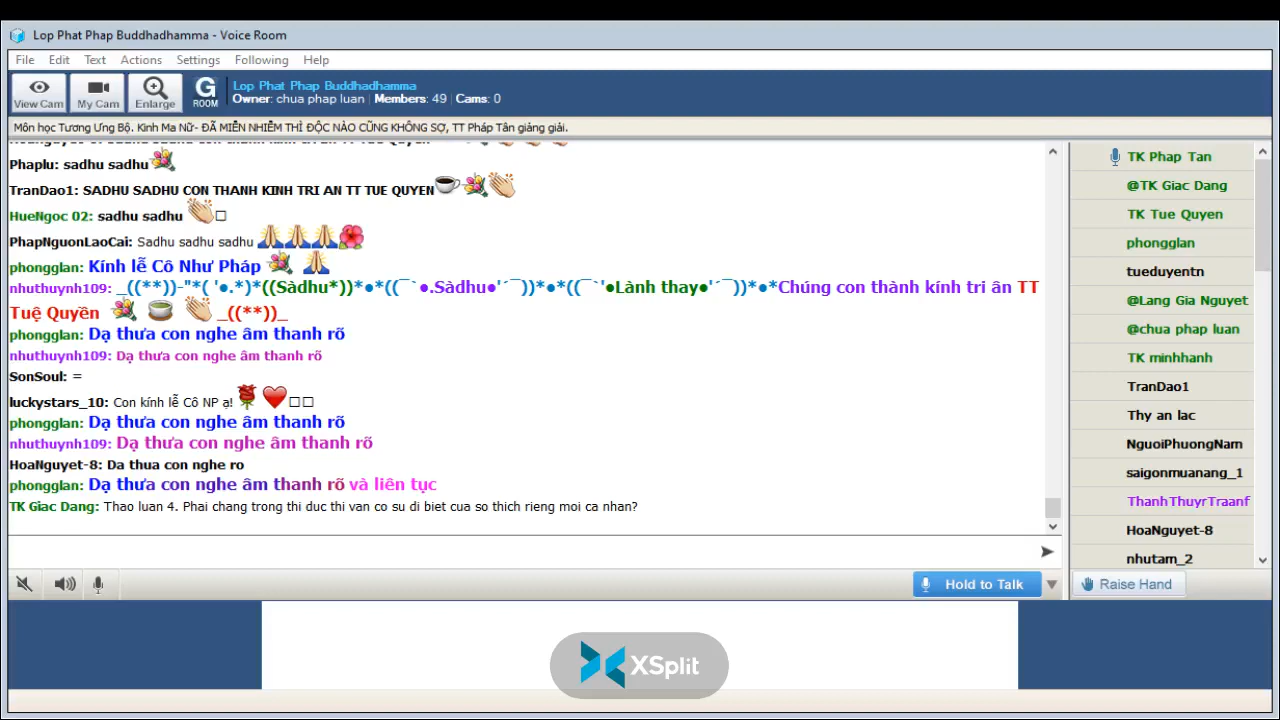 Lop Phat Phap Buddhadhamma - Voice Room
File Edit Text Actions Settings Following Help
View Cam My Cam Enlarge G ROOM
Lop Phat Phap Buddhadhamma
Owner: chua phap luan | Members: 49 | Cams: 0
Môn học Tương Ưng Bộ. Kinh Ma Nữ- ĐÃ MIỄN NHIỄM THÌ ĐỘC NÀO CŨNG KHÔNG SỢ, TT Pháp Tân giảng giải.
Phaplu: sadhu sadhu
TranDao1: SADHU SADHU CON THANH KINH TRI AN TT TUE QUYEN
HueNgoc 02: sadhu sadhu
PhapNguonLaoCai: Sadhu sadhu sadhu
phongglan: Kính lễ Cô Như Pháp
nhuthuynh109: _((**))-"*( '●.*)*((Sàdhu*))*●*((¯`●.Sàdhu●'´¯))*●*((¯`'●Lành thay●'´¯))*●*Chúng con thành kính tri ân TT
Tuệ Quyền _((**))_
phongglan: Dạ thưa con nghe âm thanh rõ
nhuthuynh109: Dạ thưa con nghe âm thanh rõ
SonSoul: =
luckystars_10: Con kính lễ Cô NP ạ!
phongglan: Dạ thưa con nghe âm thanh rõ
nhuthuynh109: Dạ thưa con nghe âm thanh rõ
HoaNguyet-8: Da thua con nghe ro
phongglan: Dạ thưa con nghe âm thanh rõ và liên tục
TK Giac Dang: Thao luan 4. Phai chang trong thi duc thi van co su di biet cua so thich rieng moi ca nhan?
Hold to Talk
TK Phap Tan
@TK Giac Dang
TK Tue Quyen
phongglan
tueduyentn
@Lang Gia Nguyet
@chua phap luan
TK minhhanh
TranDao1
Thy an lac
NguoiPhuongNam
saigonmuanang_1
ThanhThuyrTraanf
HoaNguyet-8
nhutam_2
Raise Hand
XSplit